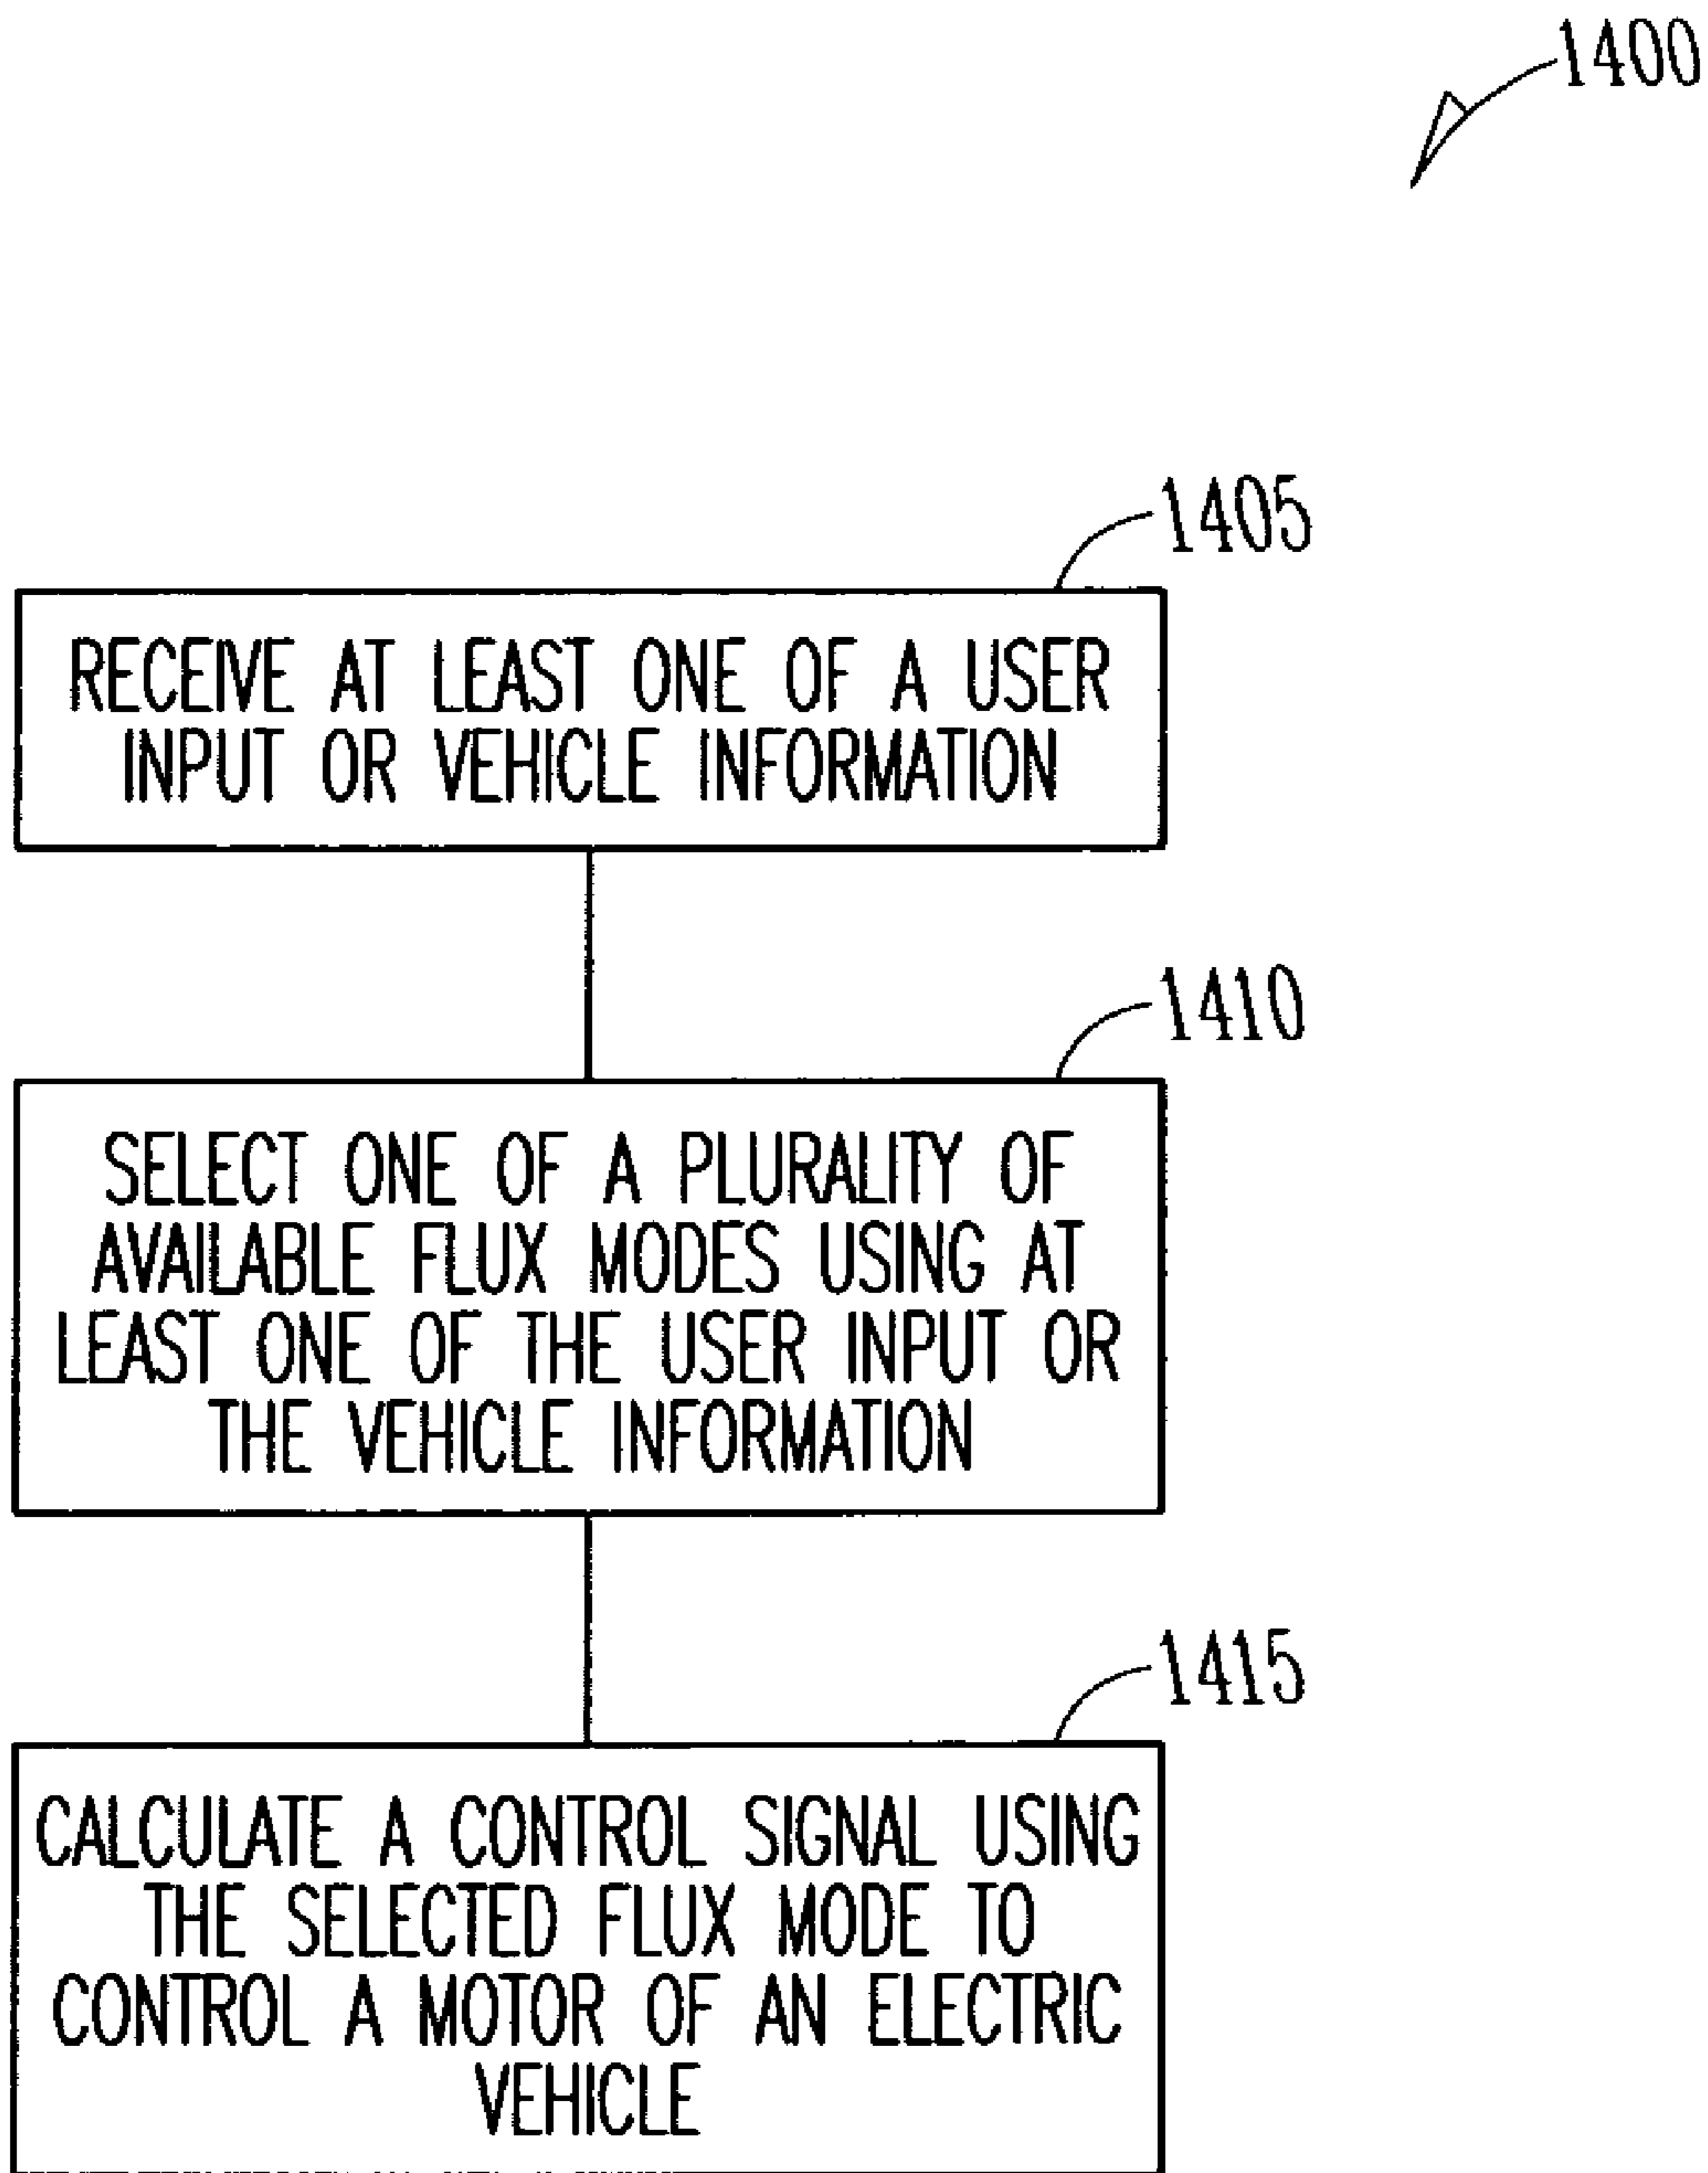 1400
1405
RECEIVE AT LEAST ONE OF A USER
INPUT OR VEHICLE INFORMATION
1410
SELECT ONE OF A PLURALITY OF
AVAILABLE FLUX MODES USING AT
LEAST ONE OF THE USER INPUT OR
THE VEHICLE INFORMATION
1415
CALCULATE A CONTROL SIGNAL USING
THE SELECTED FLUX MODE TO
CONTROL A MOTOR OF AN ELECTRIC
VEHICLE